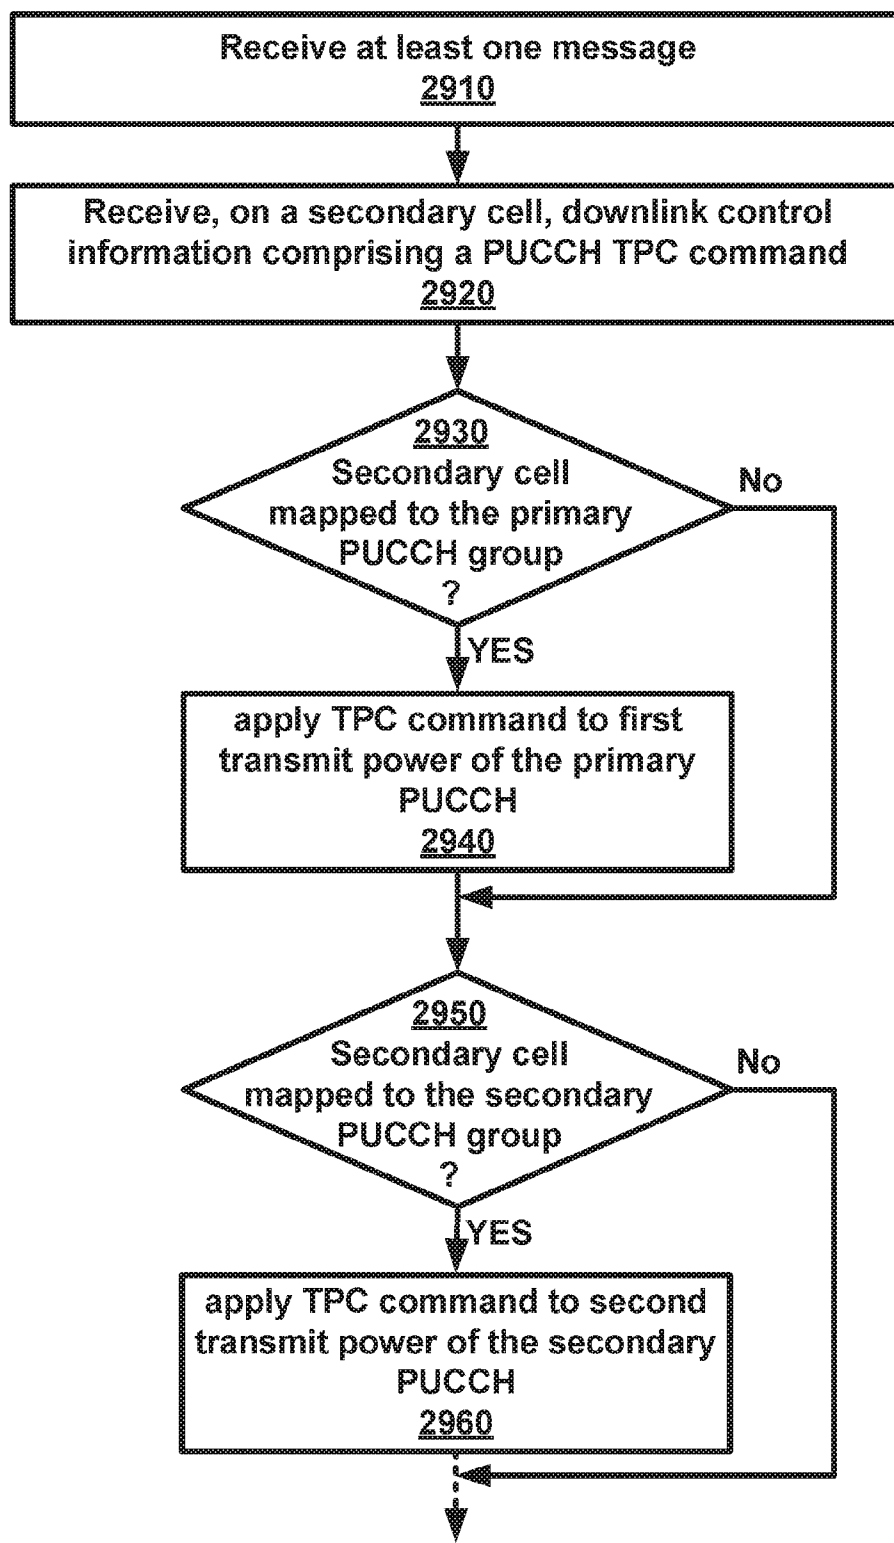 Receive at least one message
2910
Receive, on a secondary cell, downlink control
information comprising a PUCCH TPC command
2920
2930
Secondary cell
mapped to the primary
PUCCH group
?
No
YES
apply TPC command to first
transmit power of the primary
PUCCH
2940
2950
Secondary cell
mapped to the secondary
PUCCH group
?
No
YES
apply TPC command to second
transmit power of the secondary
PUCCH
2960